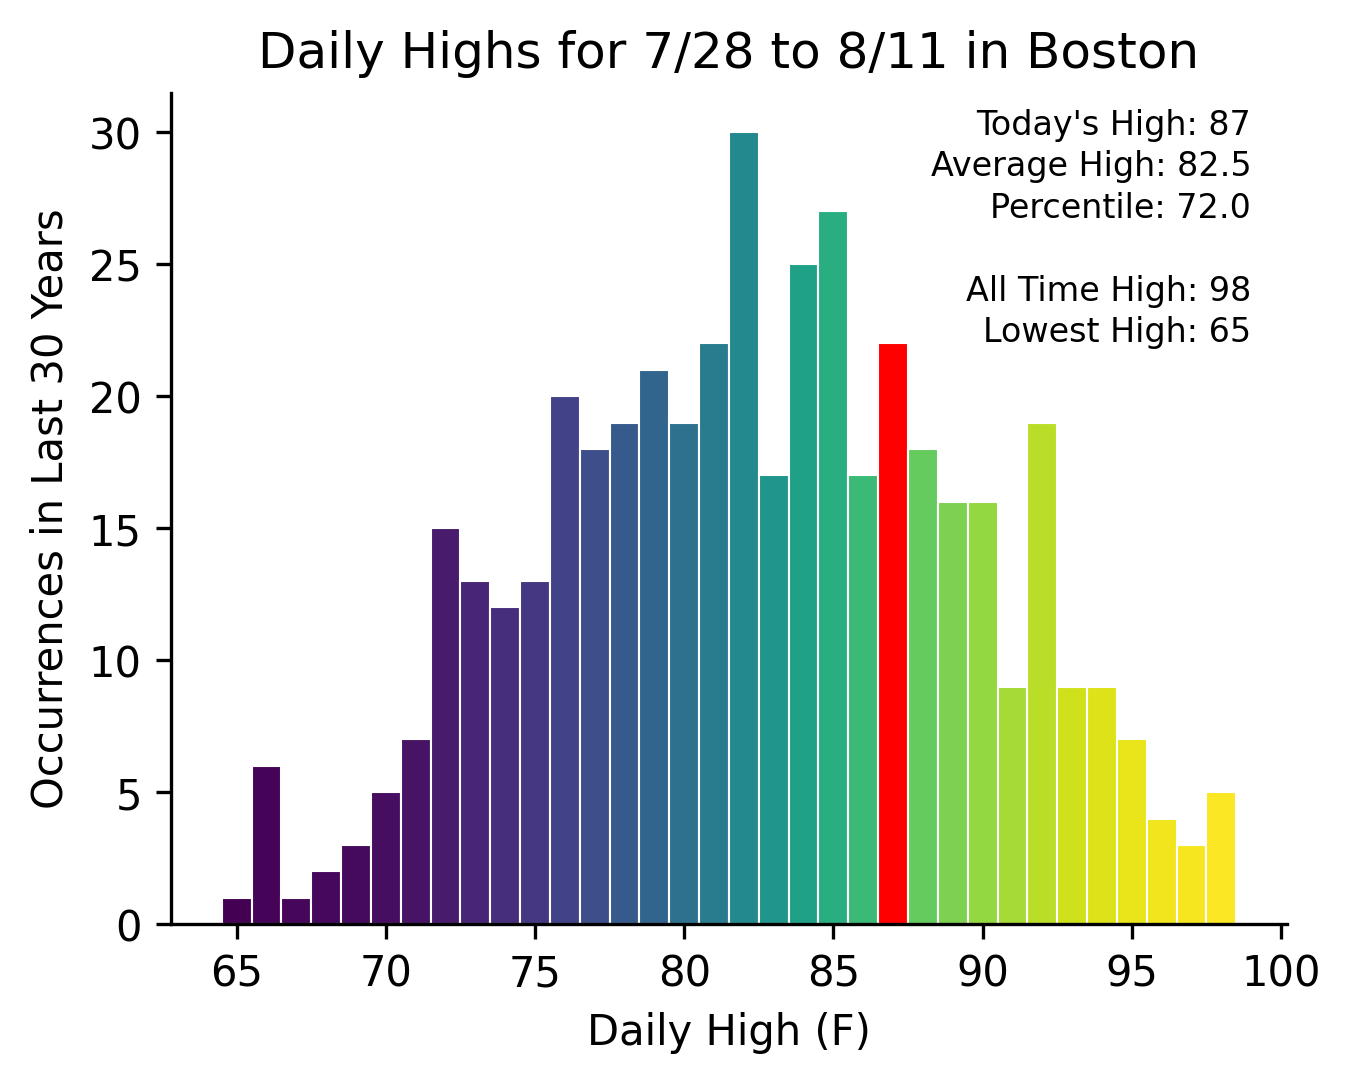 Daily Highs for 7/28 to 8/11 in Boston
Today's High: 87
Average High: 82.5
Percentile: 72.0
All Time High: 98
Lowest High: 65
Occurrences in Last 30 Years
30
25
20
15
10
5
0
65 70 75 80 85 90 95 100
Daily High (F)